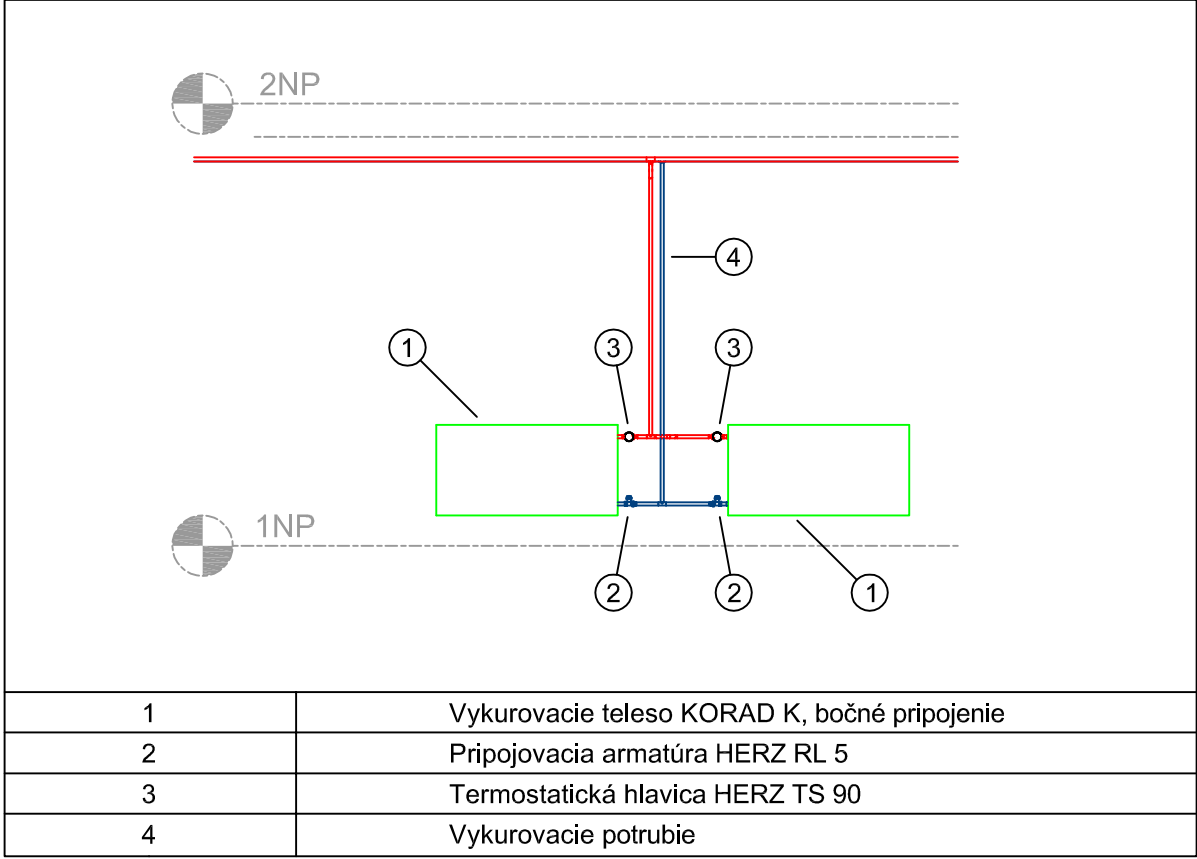 2NP
4
1
3
3
1NP
2
2
1
1 Vykurovacie teleso KORAD K, bočné pripojenie
2 Pripojovacia armatúra HERZ RL 5
3 Termostatická hlavica HERZ TS 90
4 Vykurovacie potrubie